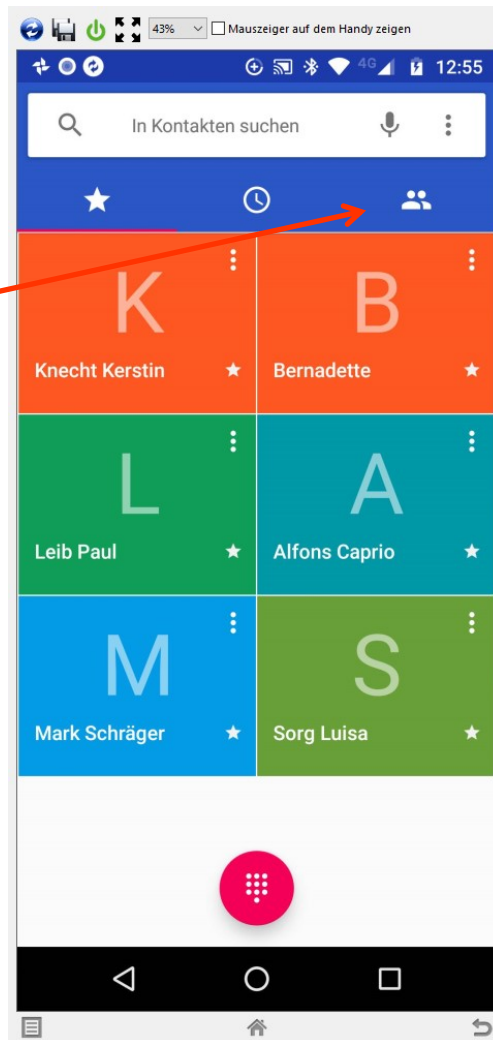 43% Mauszeiger auf dem Handy zeigen
4G 12:55
In Kontakten suchen
K B
Knecht Kerstin Bernadette
L A
Leib Paul Alfons Caprio
M S
Mark Schräger Sorg Luisa